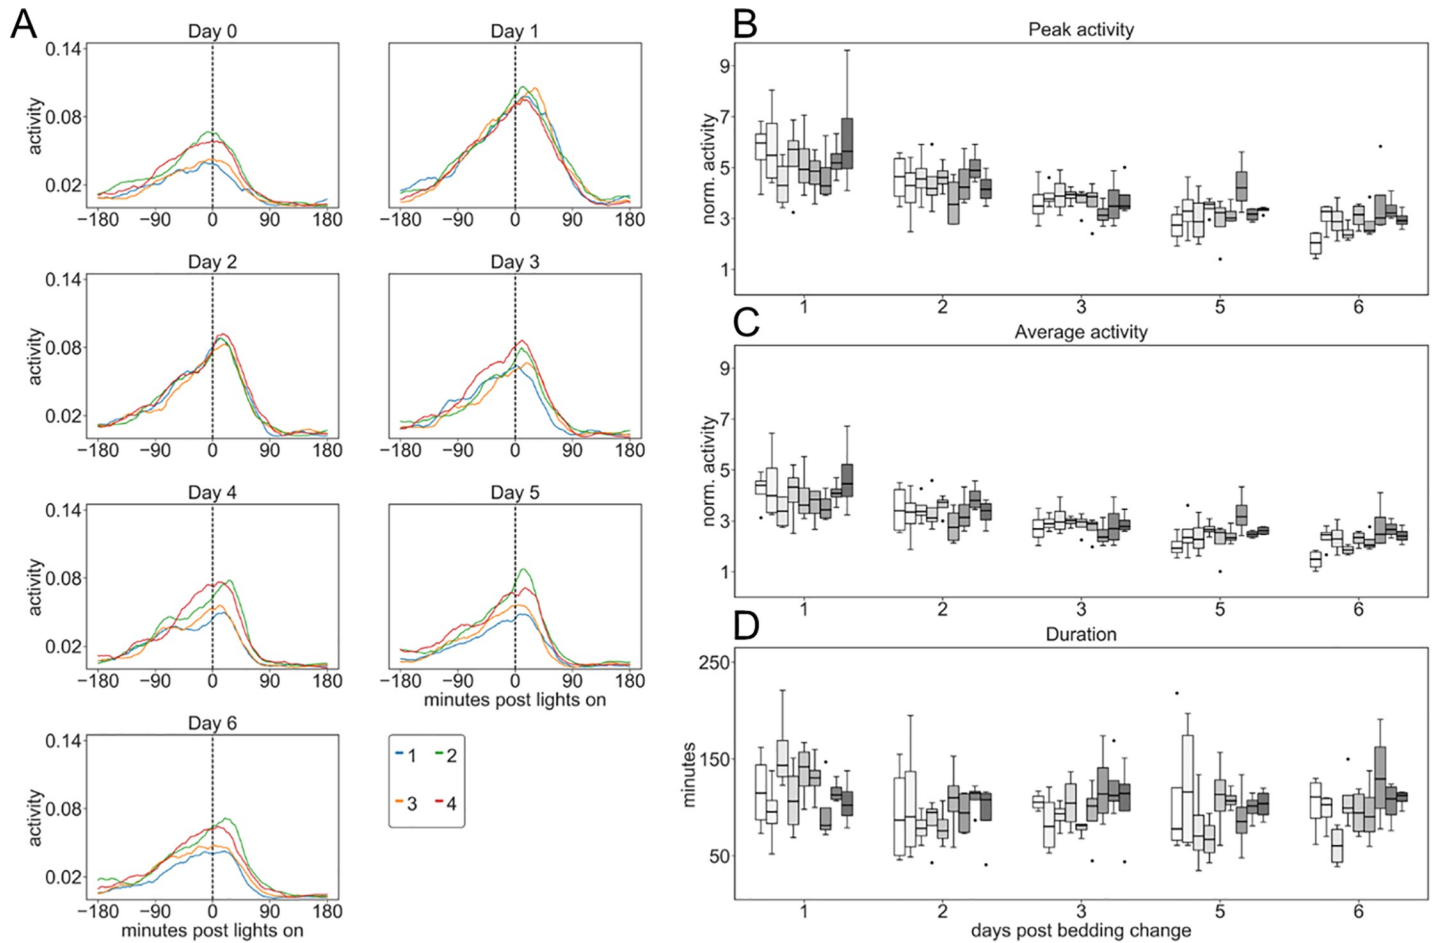 A
Day 0
Day 1
0.14
0.08
0.02
activity
−180 −90 0 90 180
−180 −90 0 90 180
Day 2
Day 3
0.14
0.08
0.02
activity
−180 −90 0 90 180
−180 −90 0 90 180
Day 4
Day 5
0.14
0.08
0.02
activity
−180 −90 0 90 180
−180 −90 0 90 180
minutes post lights on
Day 6
0.14
0.08
0.02
activity
−180 −90 0 90 180
minutes post lights on
1 2
3 4
B
Peak activity
9
7
5
3
1
norm. activity
1 2 3 5 6
C
Average activity
9
7
5
3
1
norm. activity
1 2 3 5 6
D
Duration
250
150
50
minutes
1 2 3 5 6
days post bedding change